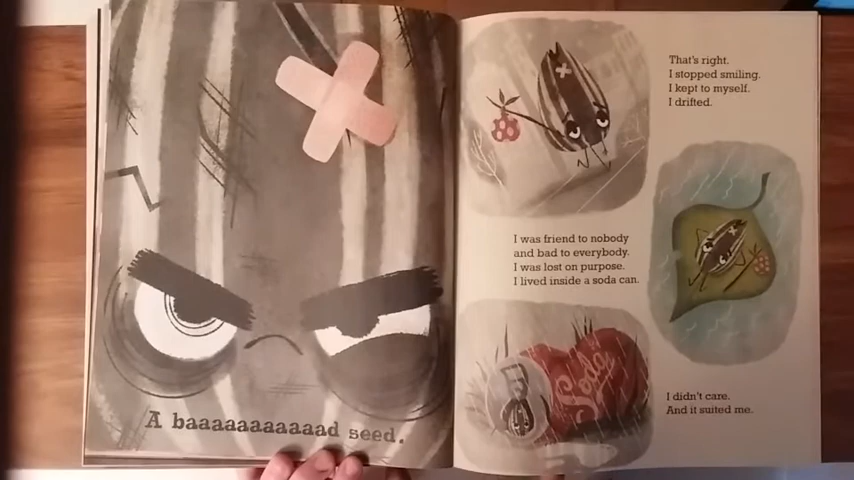 A baaaaaaaaaaad seed.
That's right.
I stopped smiling.
I kept to myself.
I drifted.
I was friend to nobody
and bad to everybody.
I was lost on purpose.
I lived inside a soda can.
Soda
I didn't care.
And it suited me.